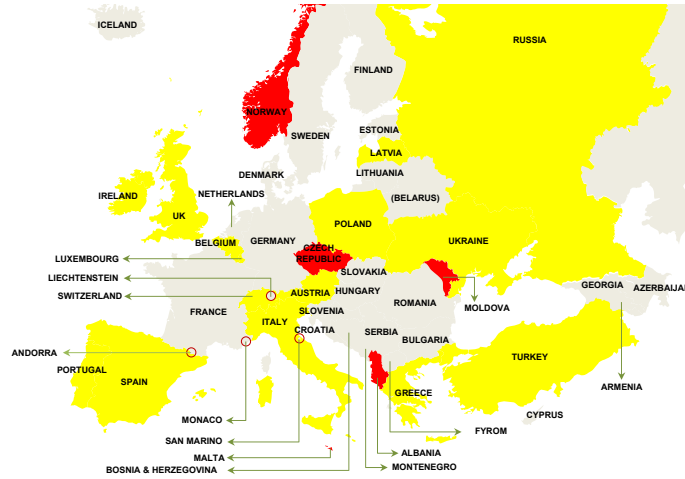 ICELAND
RUSSIA
FINLAND
NORWAY
SWEDEN
ESTONIA
LATVIA
DENMARK
LITHUANIA
NETHERLANDS
IRELAND
(BELARUS)
UK
POLAND
BELGIUM
GERMANY
UKRAINE
CZECH
REPUBLIC
LUXEMBOURG
SLOVAKIA
LIECHTENSTEIN
GEORGIA
AZERBAIJAN
AUSTRIA
HUNGARY
SWITZERLAND
ROMANIA
MOLDOVA
FRANCE
SLOVENIA
ITALY
CROATIA
SERBIA
BULGARIA
ANDORRA
TURKEY
PORTUGAL
SPAIN
ARMENIA
GREECE
CYPRUS
MONACO
FYROM
SAN MARINO
ALBANIA
MALTA
MONTENEGRO
BOSNIA & HERZEGOVINA